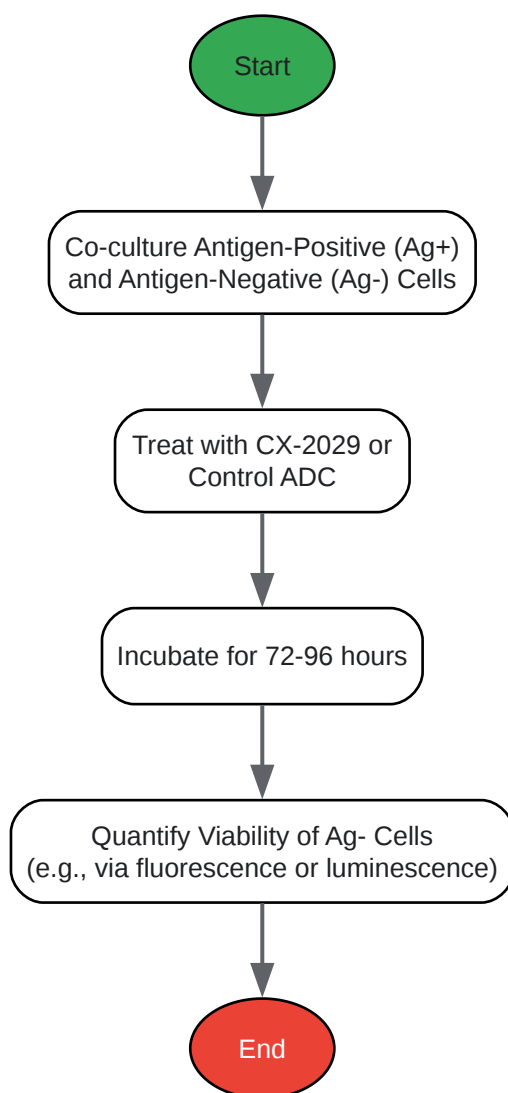 Start
Co-culture Antigen-Positive (Ag+)
and Antigen-Negative (Ag-) Cells
Treat with CX-2029 or
Control ADC
Incubate for 72-96 hours
Quantify Viability of Ag- Cells
(e.g., via fluorescence or luminescence)
End